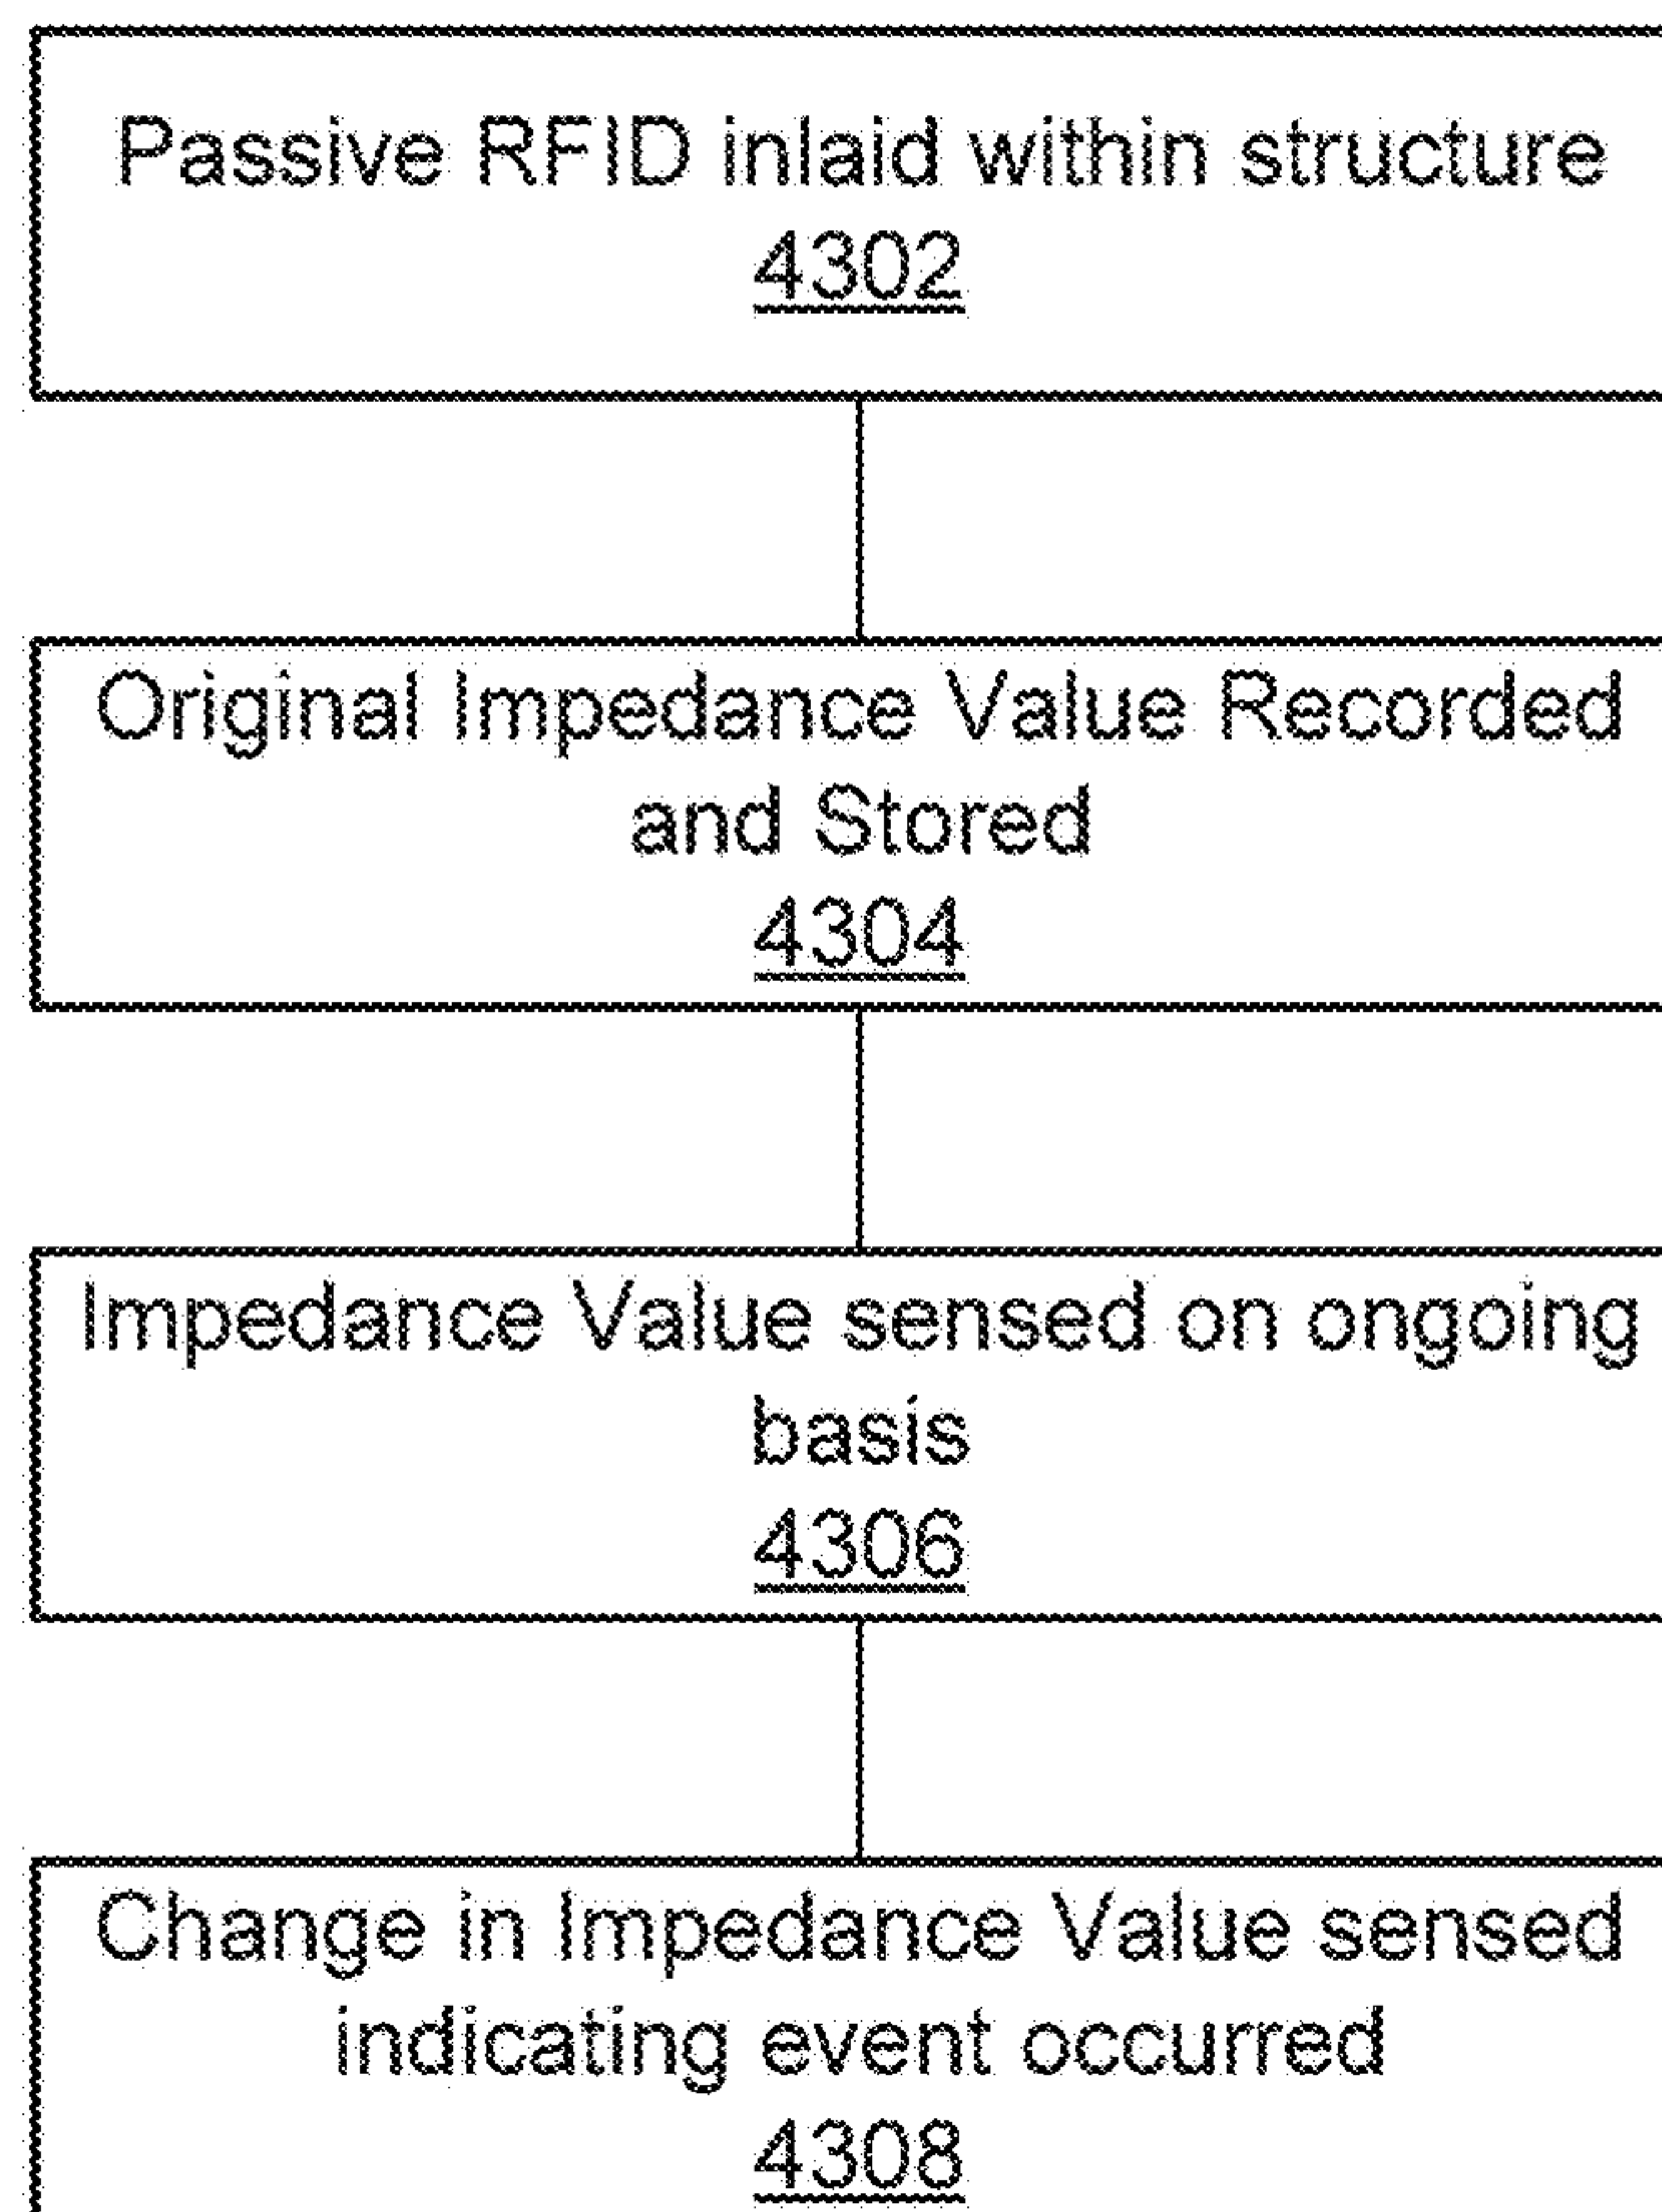 Passive RFID inlaid within structure
4302
Original Impedance Value Recorded
and Stored
4304
Impedance Value sensed on ongoing
basis
4306
Change in Impedance Value sensed
indicating event occurred
4308